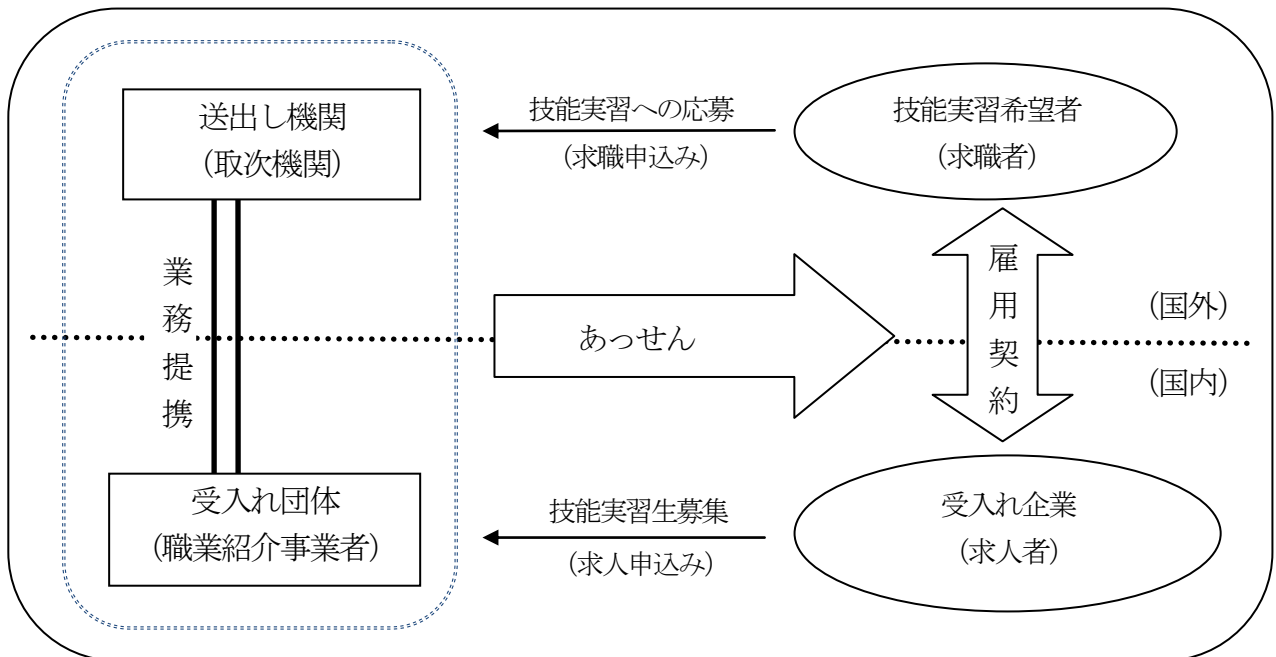 送出し機関
(取次機関)
技能実習への応募
(求職申込み)
技能実習希望者
(求職者)
業務提携
あっせん
雇用契約
(国外)
(国内)
受入れ団体
(職業紹介事業者)
技能実習生募集
(求人申込み)
受入れ企業
(求人者)